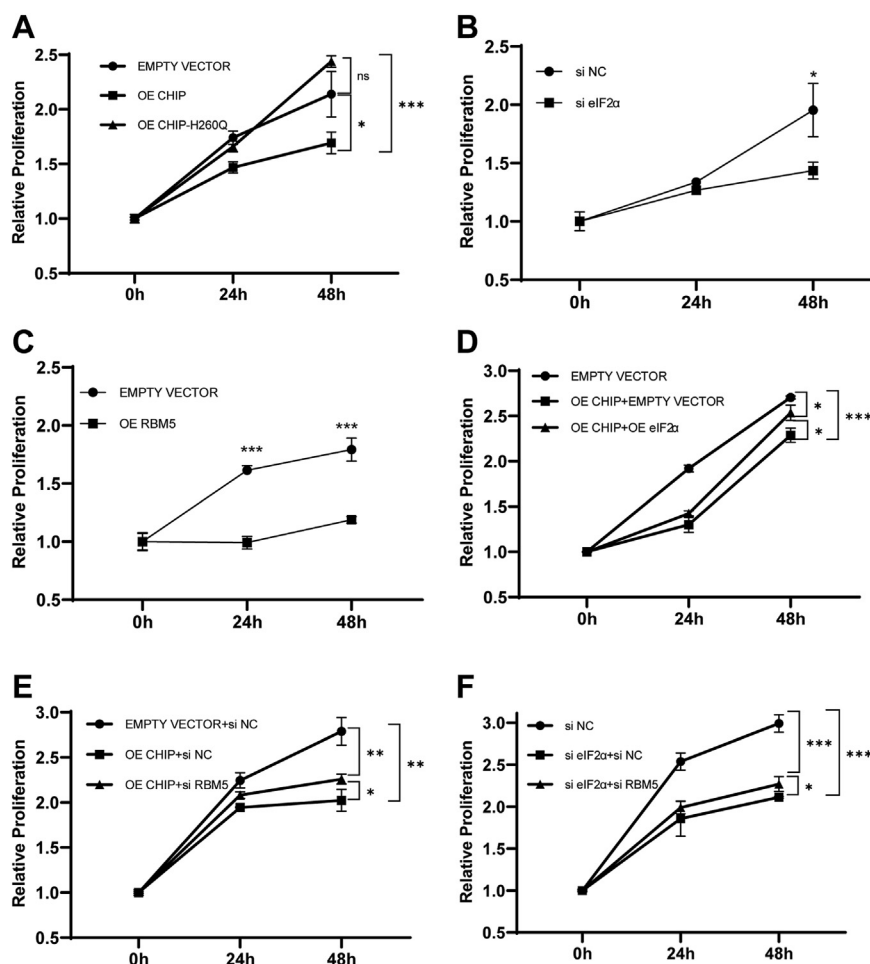 A
Relative Proliferation
2.5
2.0
1.5
1.0
0.5
0h
24h
48h
EMPTY VECTOR
OE CHIP
OE CHIP-H260Q
ns
*
***
B
Relative Proliferation
2.5
2.0
1.5
1.0
0.5
0h
24h
48h
si NC
si eIF2α
*
C
Relative Proliferation
2.5
2.0
1.5
1.0
0.5
0h
24h
48h
EMPTY VECTOR
OE RBM5
***
***
D
Relative Proliferation
3.0
2.5
2.0
1.5
1.0
0.5
0h
24h
48h
EMPTY VECTOR
OE CHIP+EMPTY VECTOR
OE CHIP+OE eIF2α
*
*
***
E
Relative Proliferation
3.0
2.5
2.0
1.5
1.0
0.5
0h
24h
48h
EMPTY VECTOR+si NC
OE CHIP+si NC
OE CHIP+si RBM5
**
*
**
F
Relative Proliferation
3.0
2.5
2.0
1.5
1.0
0.5
0h
24h
48h
si NC
si eIF2α+si NC
si eIF2α+si RBM5
***
*
***